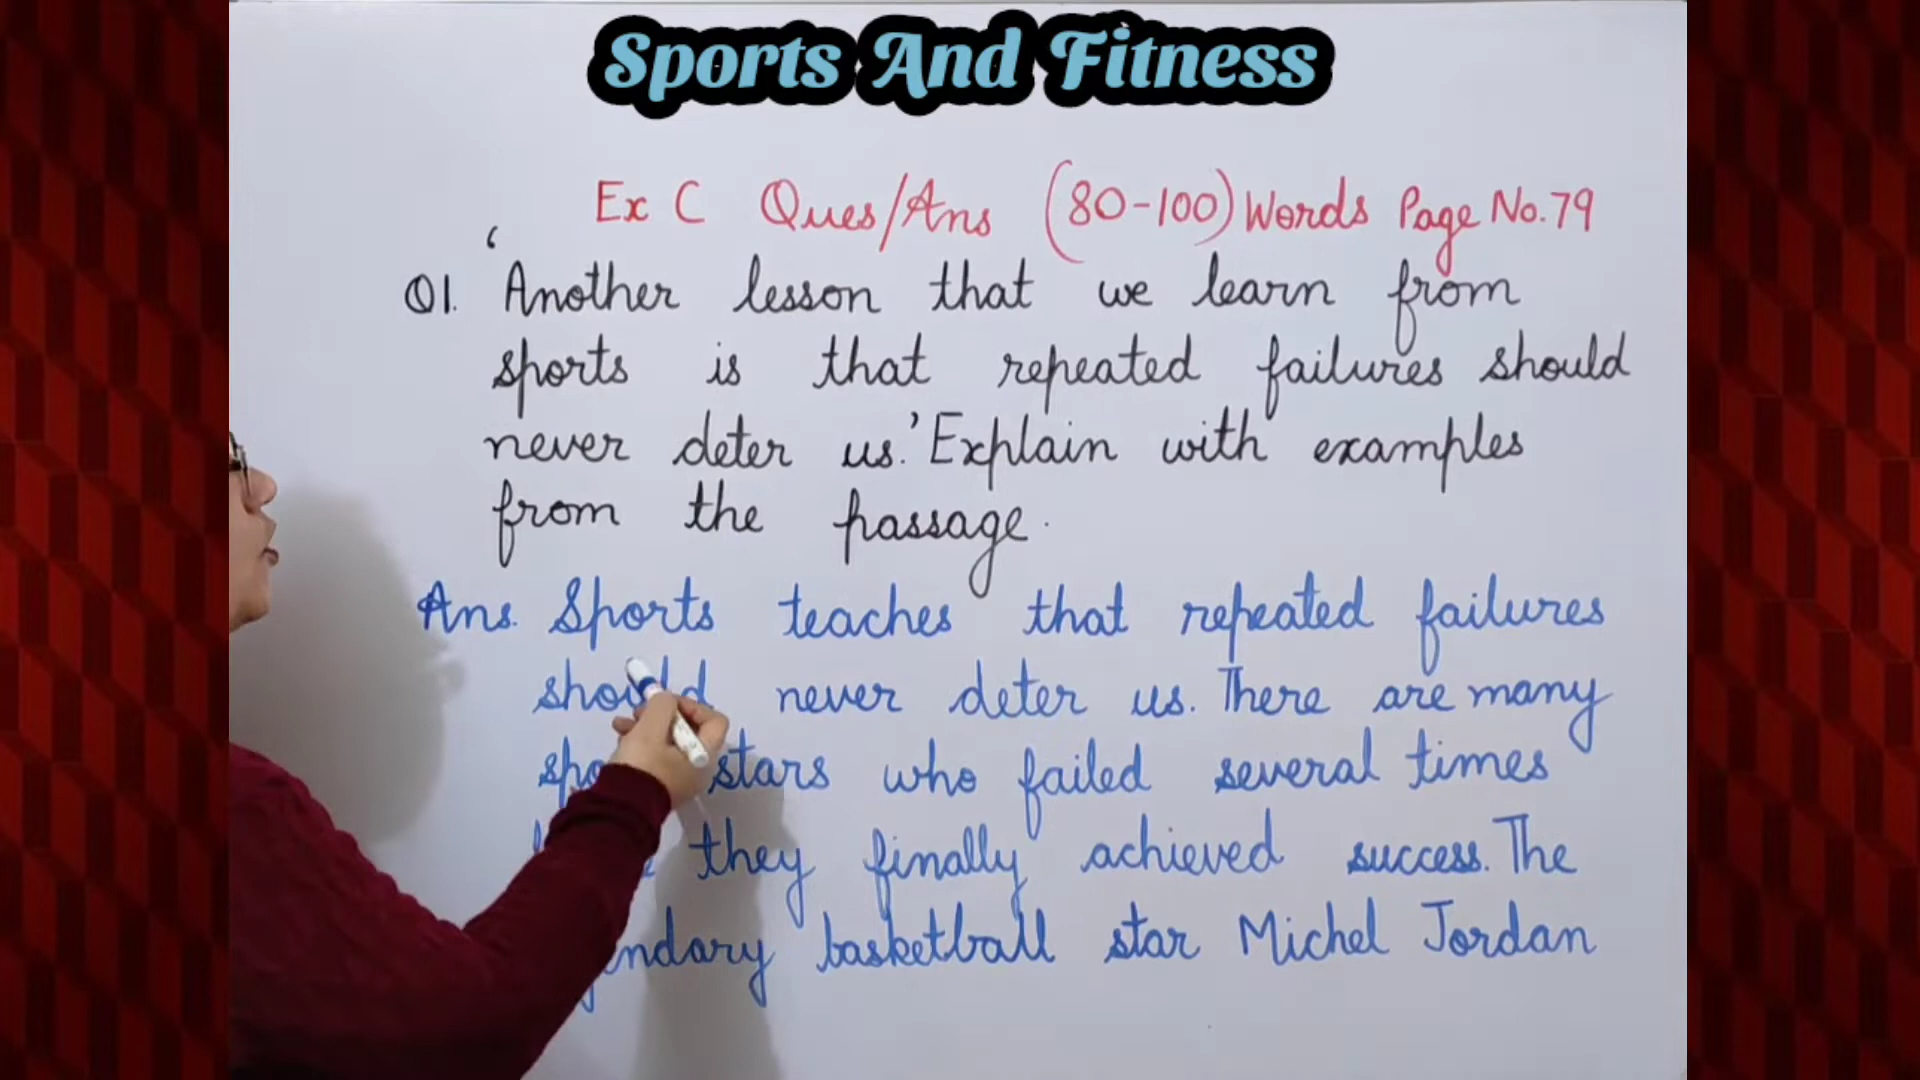 Sports And Fitness
Ex C Ques/Ans (80-100) Words Page No.79
Q1. 'Another lesson that we learn from
sports is that repeated failures should
never deter us.' Explain with examples
from the passage.
Ans. Sports teaches that repeated failures
should never deter us. There are many
stars who failed several times
they finally achieved success. The
basketball star Michel Jordan